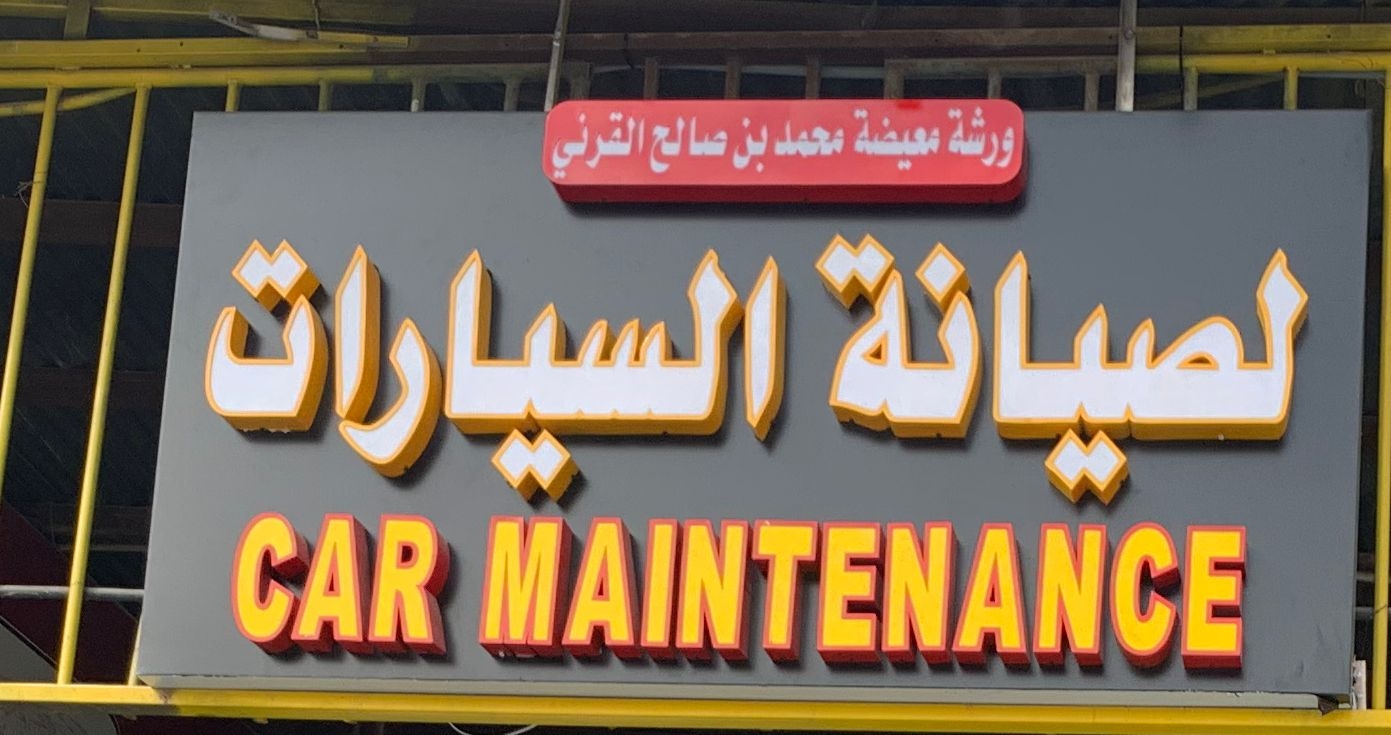 ورشة معيضة محمد بن صالح القرني
لصيانة السيارات
CAR MAINTENANCE